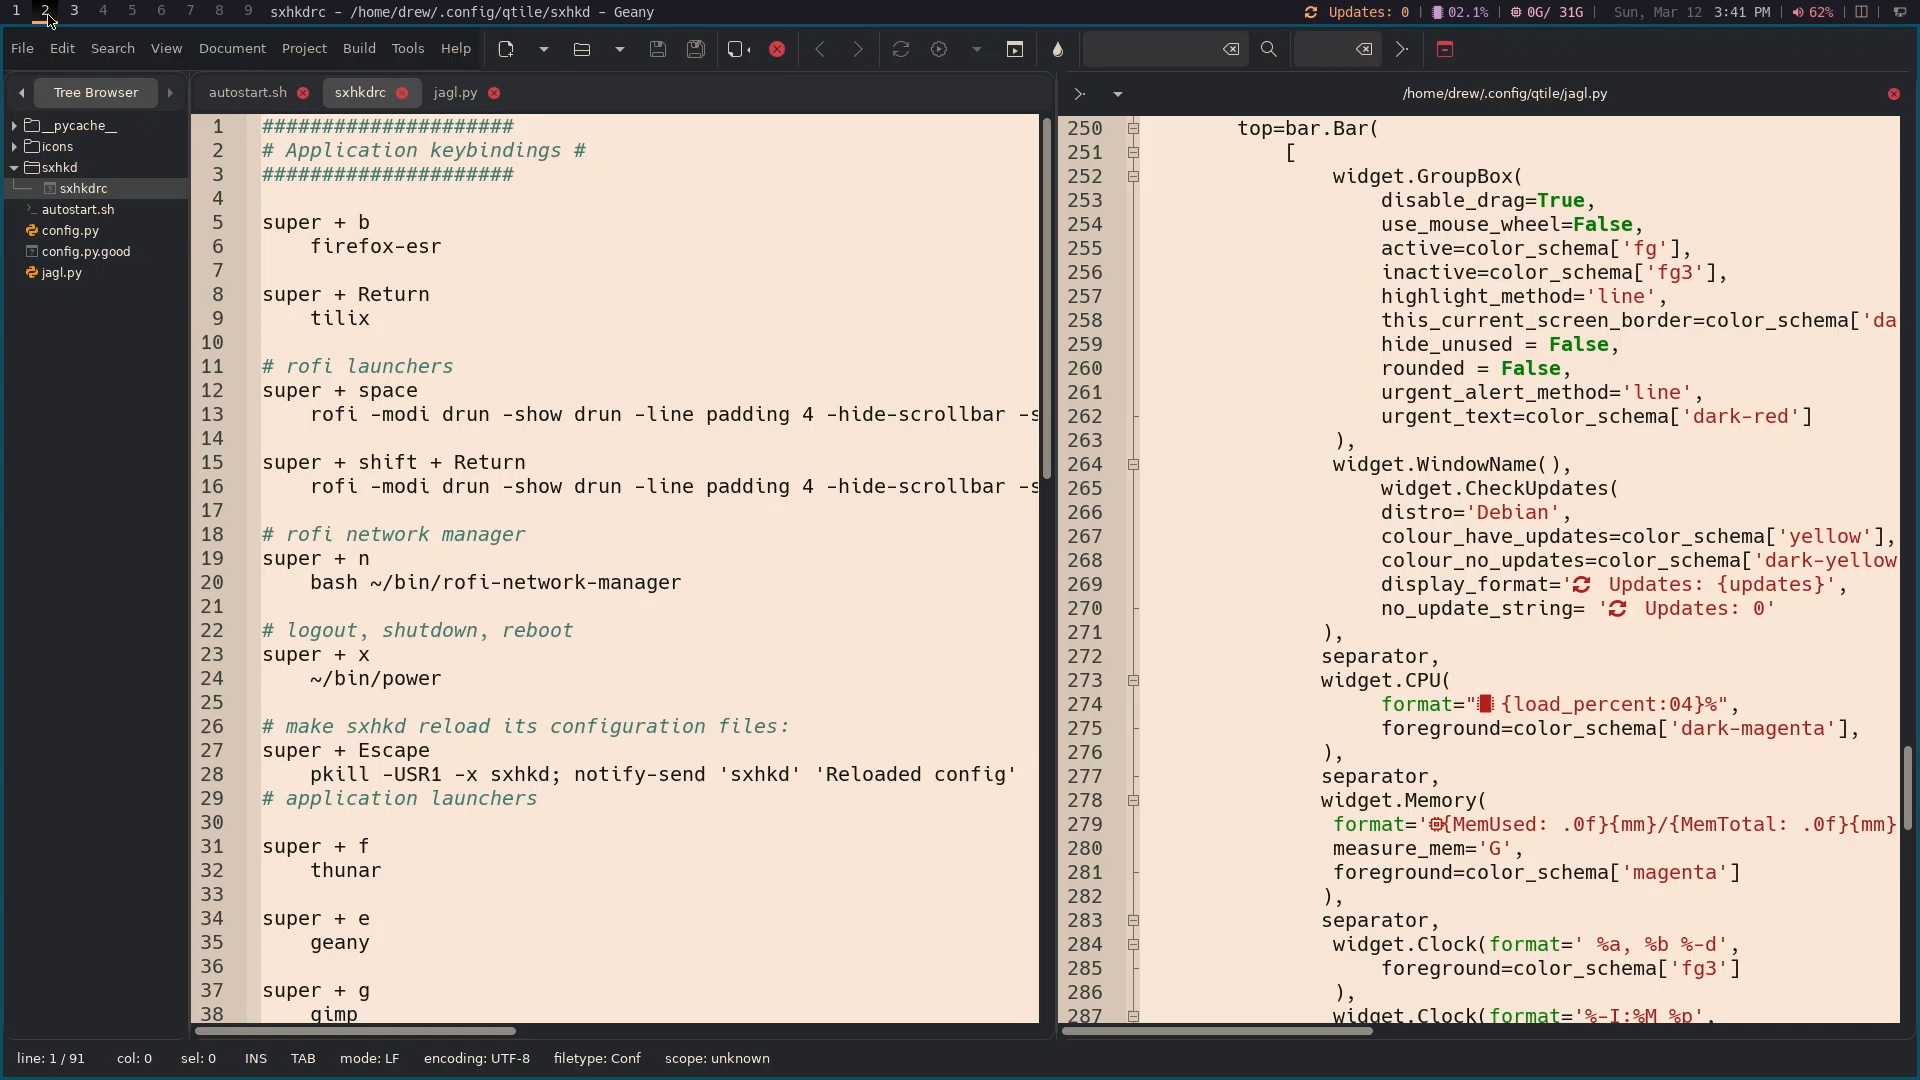 1 2 3 4 5 6 7 8 9 sxhkdrc - /home/drew/.config/qtile/sxhkd - Geany
Updates: 0 | 02.1% | 0G/ 31G | Sun, Mar 12 3:41 PM | 62% | |
File Edit Search View Document Project Build Tools Help
Tree Browser
__pycache__
icons
sxhkd
sxhkdrc
autostart.sh
config.py
config.py.good
jagl.py
autostart.sh sxhkdrc jagl.py
1 #####################
2 # Application keybindings #
3 #####################
4
5 super + b
6 firefox-esr
7
8 super + Return
9 tilix
10
11 # rofi launchers
12 super + space
13 rofi -modi drun -show drun -line padding 4 -hide-scrollbar -s
14
15 super + shift + Return
16 rofi -modi drun -show drun -line padding 4 -hide-scrollbar -s
17
18 # rofi network manager
19 super + n
20 bash ~/bin/rofi-network-manager
21
22 # logout, shutdown, reboot
23 super + x
24 ~/bin/power
25
26 # make sxhkd reload its configuration files:
27 super + Escape
28 pkill -USR1 -x sxhkd; notify-send 'sxhkd' 'Reloaded config'
29 # application launchers
30
31 super + f
32 thunar
33
34 super + e
35 geany
36
37 super + g
38 gimp
/home/drew/.config/qtile/jagl.py
250 top=bar.Bar(
251 [
252 widget.GroupBox(
253 disable_drag=True,
254 use_mouse_wheel=False,
255 active=color_schema['fg'],
256 inactive=color_schema['fg3'],
257 highlight_method='line',
258 this_current_screen_border=color_schema['da
259 hide_unused = False,
260 rounded = False,
261 urgent_alert_method='line',
262 urgent_text=color_schema['dark-red']
263 ),
264 widget.WindowName(),
265 widget.CheckUpdates(
266 distro='Debian',
267 colour_have_updates=color_schema['yellow'],
268 colour_no_updates=color_schema['dark-yellow
269 display_format=' Updates: {updates}',
270 no_update_string= ' Updates: 0'
271 ),
272 separator,
273 widget.CPU(
274 format=" {load_percent:04}%",
275 foreground=color_schema['dark-magenta'],
276 ),
277 separator,
278 widget.Memory(
279 format='{MemUsed: .0f}{mm}/{MemTotal: .0f}{mm}
280 measure_mem='G',
281 foreground=color_schema['magenta']
282 ),
283 separator,
284 widget.Clock(format=' %a, %b %-d',
285 foreground=color_schema['fg3']
286 ),
287 widget.Clock(format='%-I:%M %p',
line: 1 / 91 col: 0 sel: 0 INS TAB mode: LF encoding: UTF-8 filetype: Conf scope: unknown